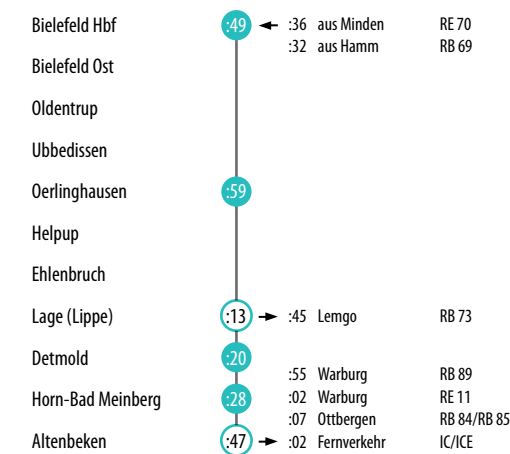 Bielefeld Hbf :49 :36 aus Minden RE 70
:32 aus Hamm RB 69
Bielefeld Ost
Oldentrup
Ubbedissen
Oerlinghausen :59
Helpup
Ehlenbruch
Lage (Lippe) :13 :45 Lemgo RB 73
Detmold :20
:55 Warburg RB 89
Horn-Bad Meinberg :28 :02 Warburg RE 11
:07 Ottbergen RB 84/RB 85
Altenbeken :47 :02 Fernverkehr IC/ICE